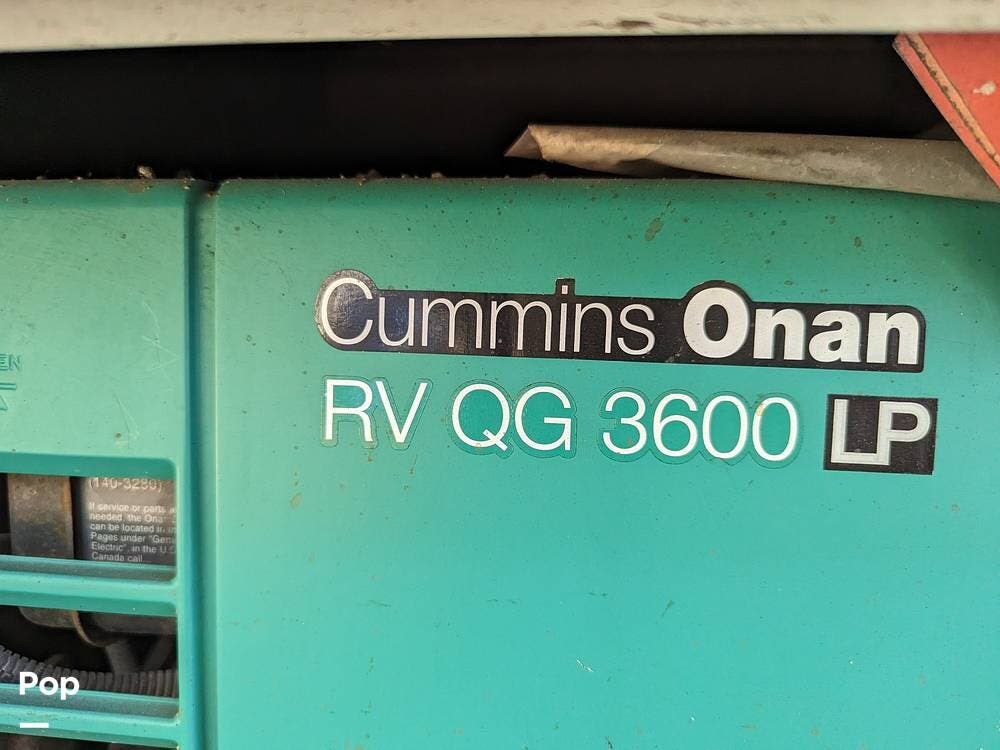 Cummins Onan
RV QG 3600 LP
EN
(140-3280)
If service or parts a
needed, the Onan
can be located in
Pages under "Gen
Electric", in the U.S
Canada call
Pop